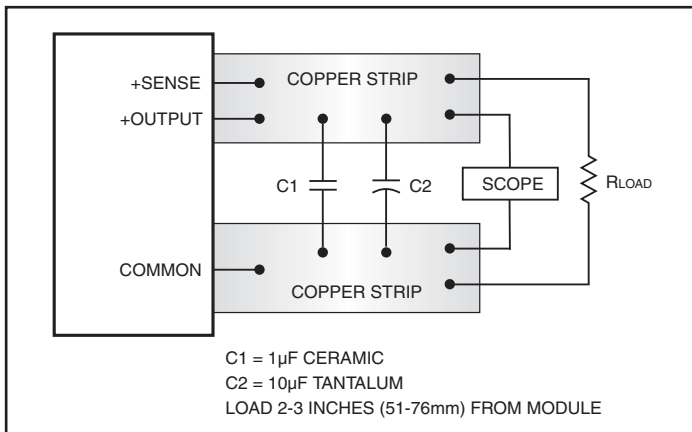 +SENSE
COPPER STRIP
+OUTPUT
C1
C2
SCOPE
RLOAD
COMMON
COPPER STRIP
C1 = 1µF CERAMIC
C2 = 10µF TANTALUM
LOAD 2-3 INCHES (51-76mm) FROM MODULE